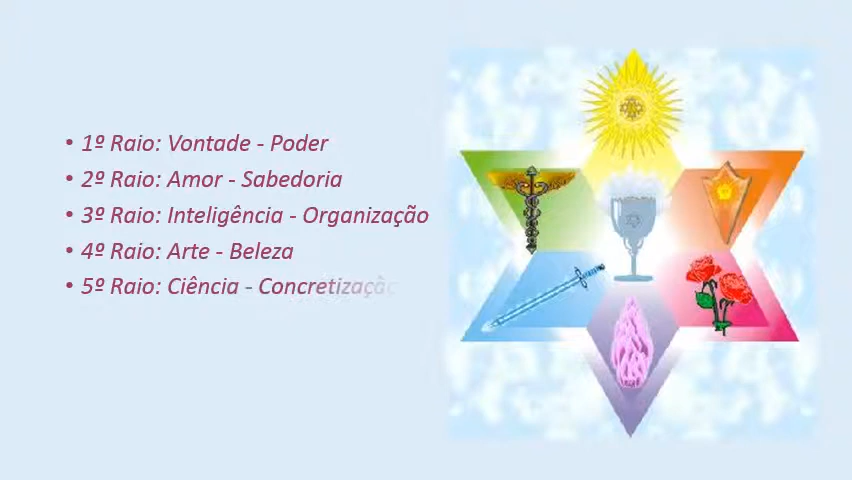 • 1º Raio: Vontade - Poder
• 2º Raio: Amor - Sabedoria
• 3º Raio: Inteligência - Organização
• 4º Raio: Arte - Beleza
• 5º Raio: Ciência - Concretização